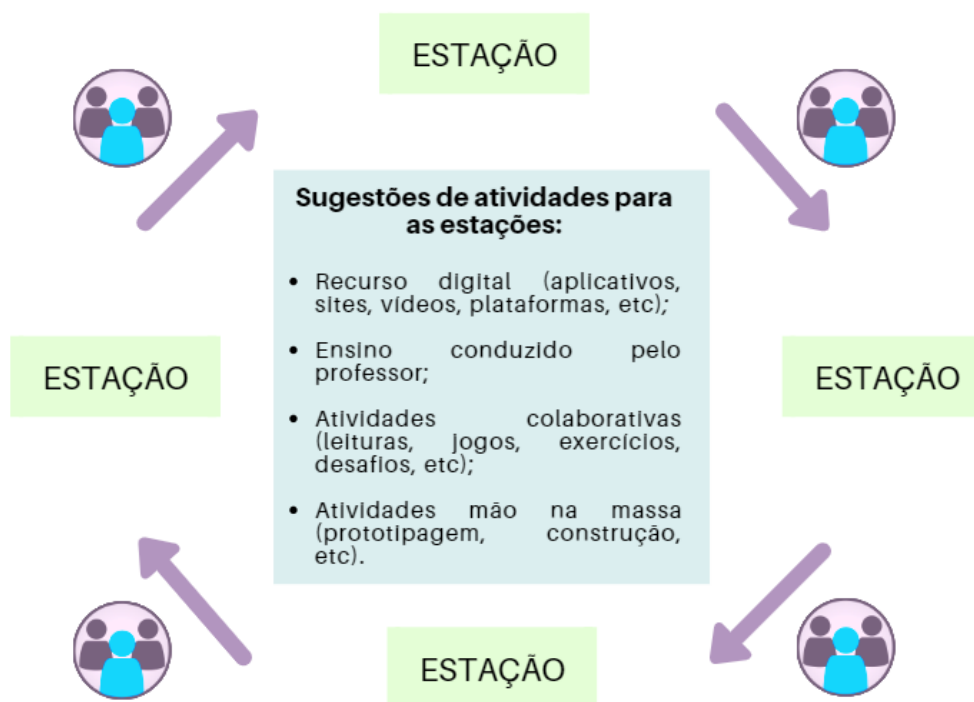 ESTAÇÃO
Sugestões de atividades para
as estações:
• Recurso digital (aplicativos,
sites, vídeos, plataformas, etc);
• Ensino conduzido pelo
professor;
• Atividades colaborativas
(leituras, jogos, exercícios,
desafios, etc);
• Atividades mão na massa
(prototipagem, construção,
etc).
ESTAÇÃO
ESTAÇÃO
ESTAÇÃO